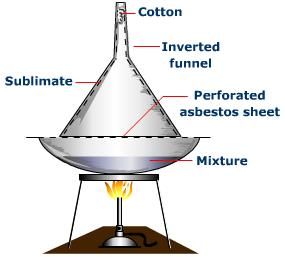 Cotton
Inverted
funnel
Sublimate
Perforated
asbestos sheet
Mixture